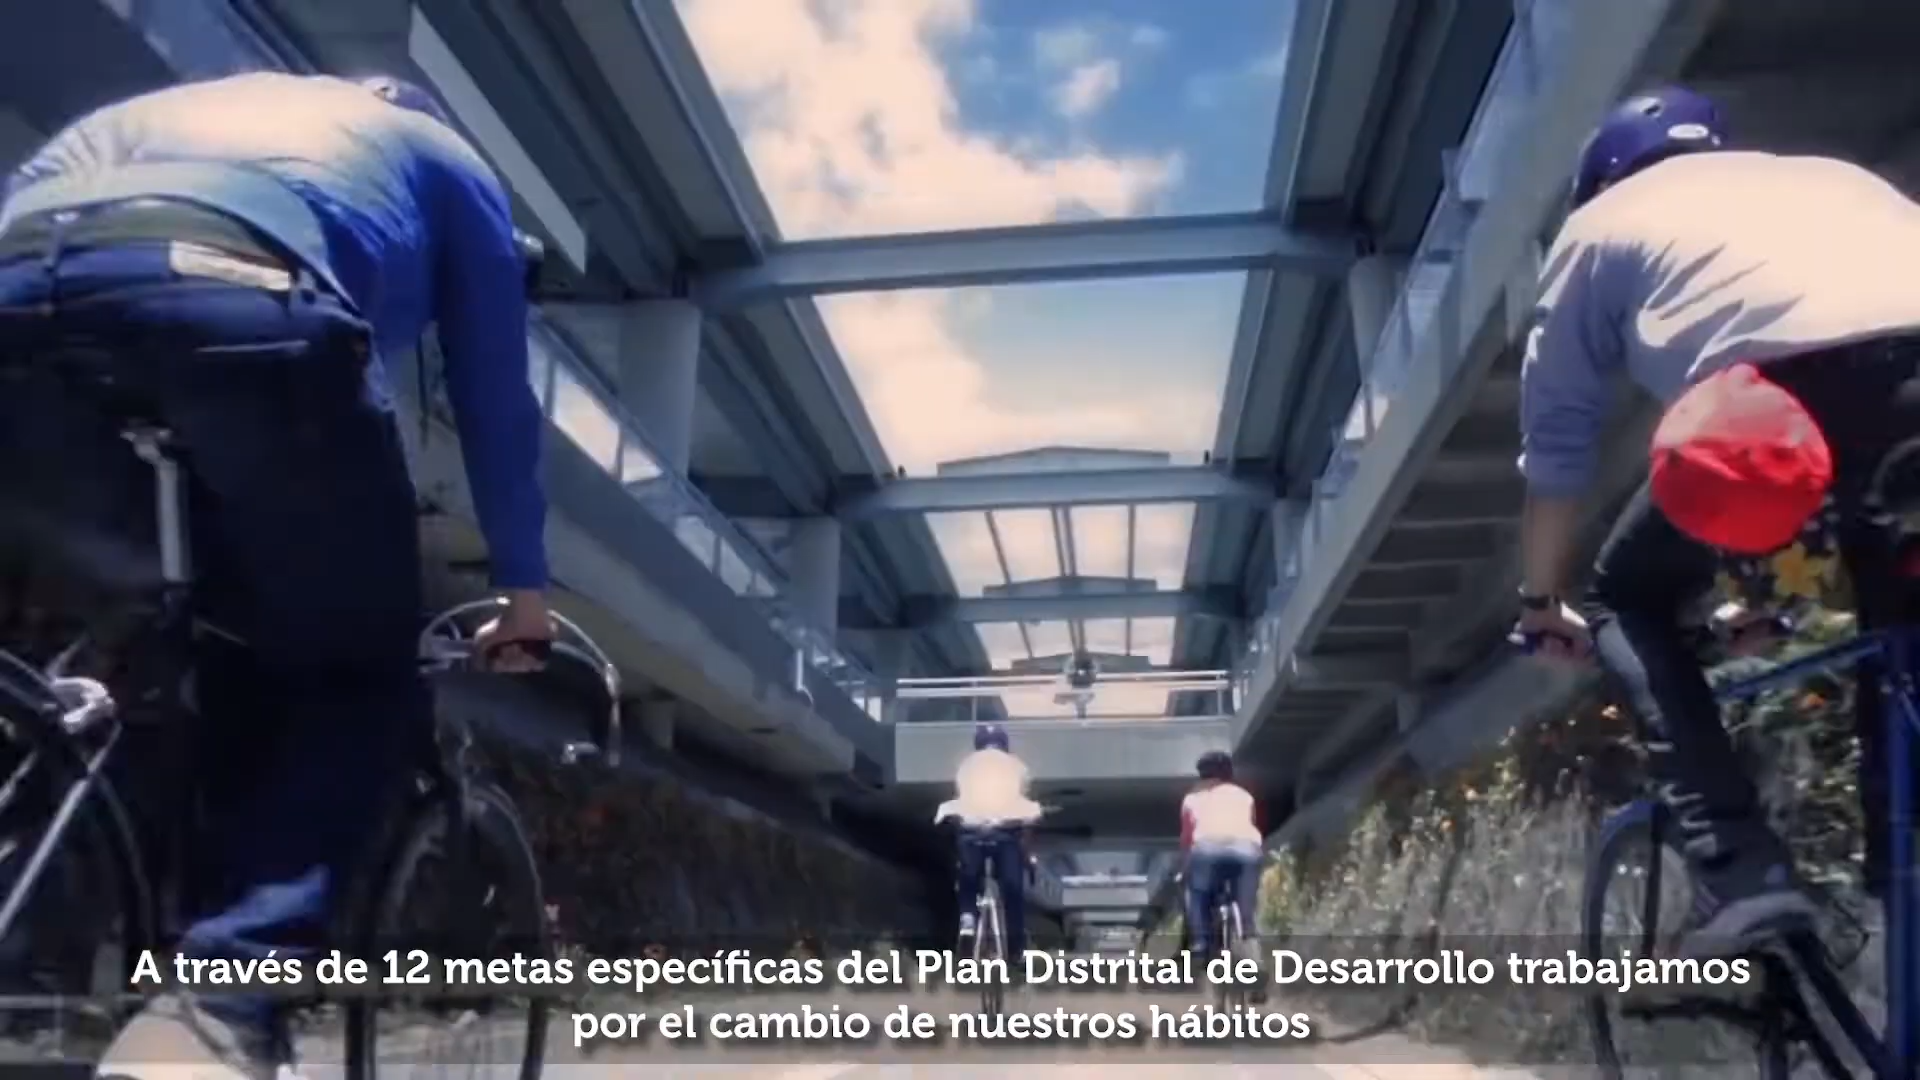 A través de 12 metas específicas del Plan Distrital de Desarrollo trabajamos
por el cambio de nuestros hábitos